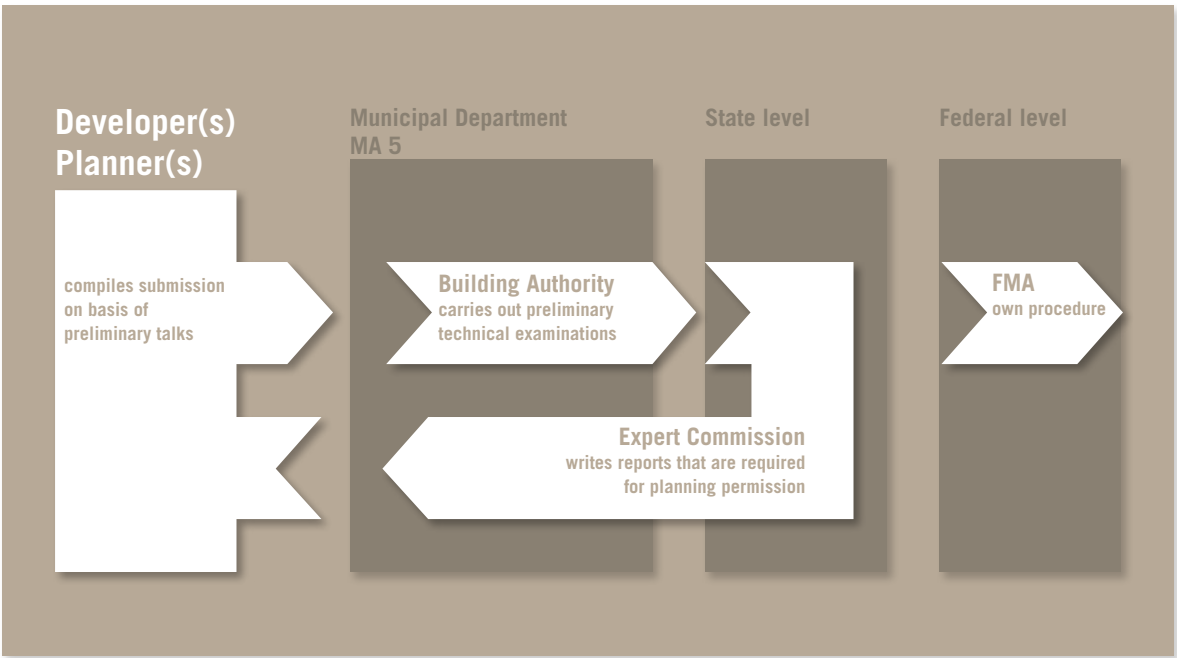 Developer(s)
Planner(s)
Municipal Department
MA 5
State level
Federal level
compiles submission
on basis of
preliminary talks
Building Authority
carries out preliminary
technical examinations
FMA
own procedure
Expert Commission
writes reports that are required
for planning permission